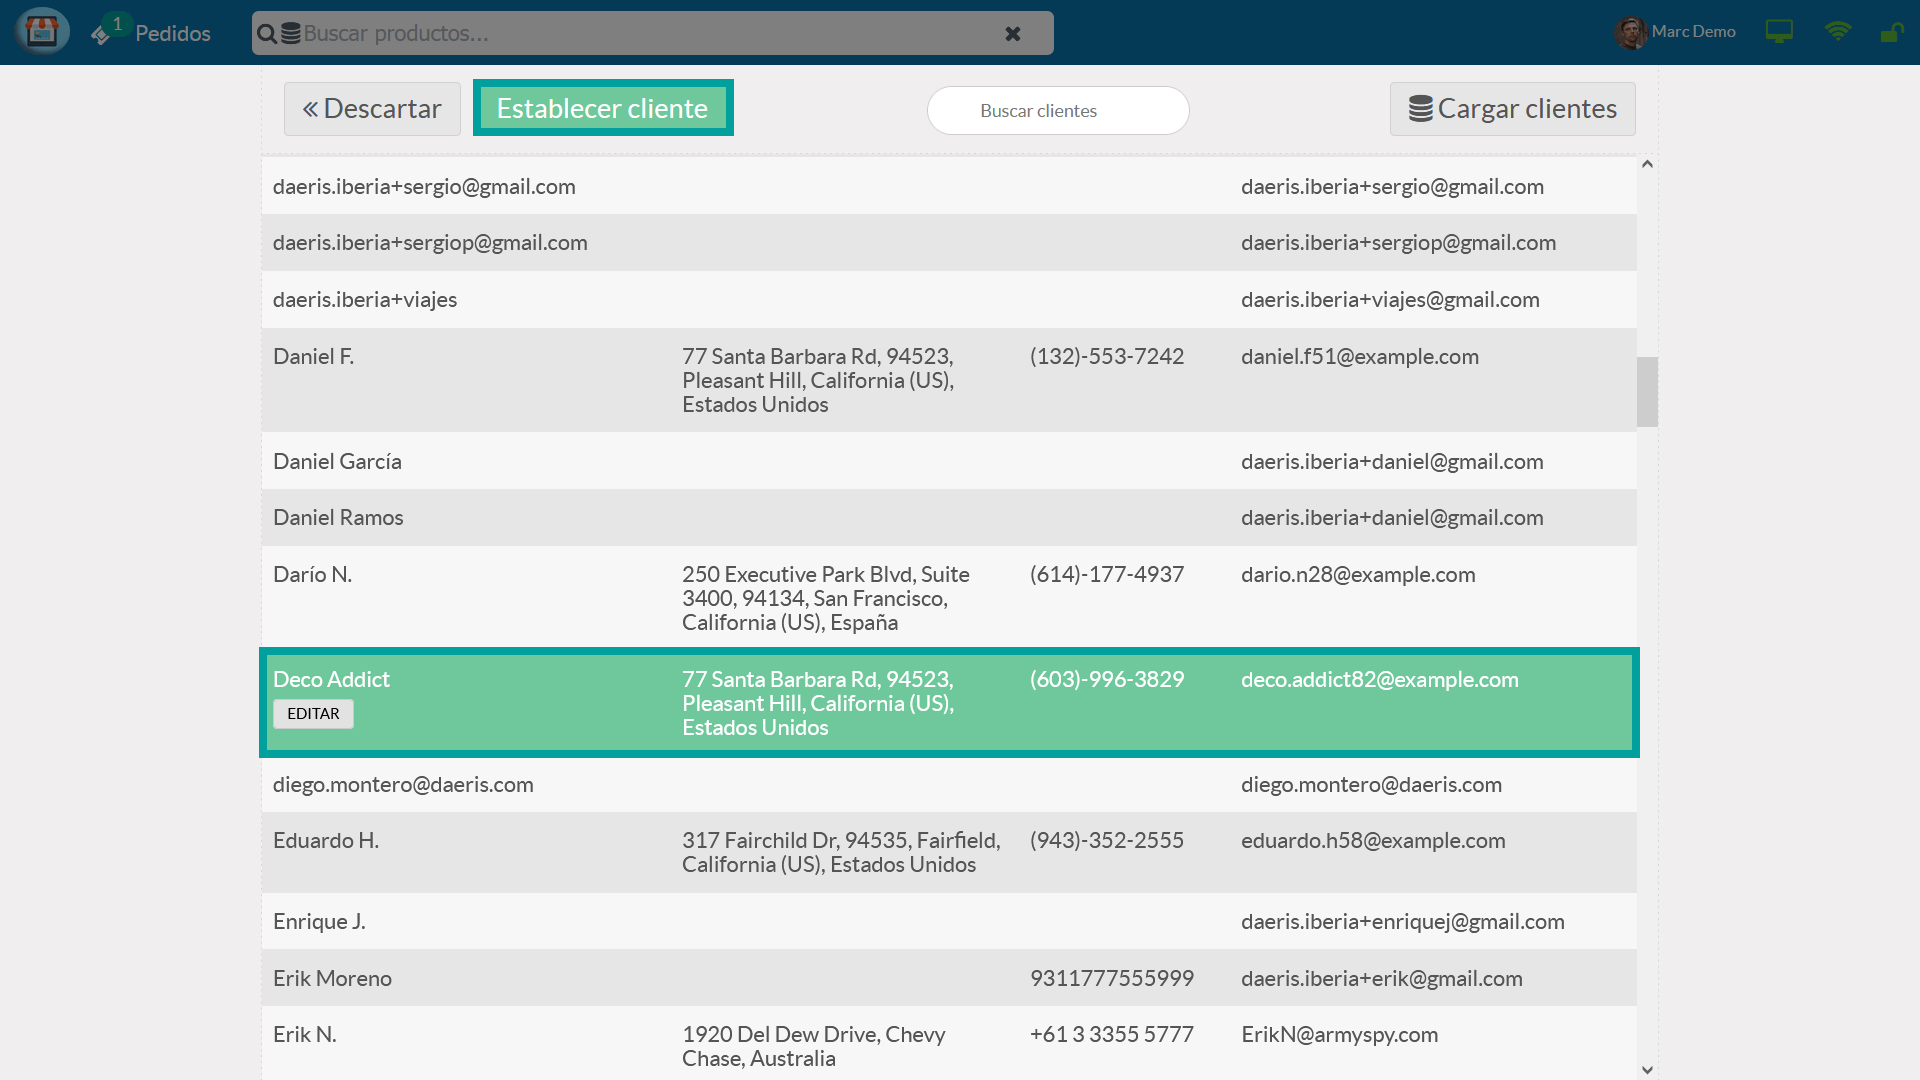 1
Pedidos
Buscar productos...
Marc Demo
Descartar
Establecer cliente
Buscar clientes
Cargar clientes
daeris.iberia+sergio@gmail.com daeris.iberia+sergio@gmail.com
daeris.iberia+sergiop@gmail.com daeris.iberia+sergiop@gmail.com
daeris.iberia+viajes daeris.iberia+viajes@gmail.com
Daniel F. 77 Santa Barbara Rd, 94523, (132)-553-7242 daniel.f51@example.com
Pleasant Hill, California (US),
Estados Unidos
Daniel García daeris.iberia+daniel@gmail.com
Daniel Ramos daeris.iberia+daniel@gmail.com
Darío N. 250 Executive Park Blvd, Suite (614)-177-4937 dario.n28@example.com
3400, 94134, San Francisco,
California (US), España
Deco Addict 77 Santa Barbara Rd, 94523, (603)-996-3829 deco.addict82@example.com
EDITAR Pleasant Hill, California (US),
Estados Unidos
diego.montero@daeris.com diego.montero@daeris.com
Eduardo H. 317 Fairchild Dr, 94535, Fairfield, (943)-352-2555 eduardo.h58@example.com
California (US), Estados Unidos
Enrique J. daeris.iberia+enriquej@gmail.com
Erik Moreno 9311777555999 daeris.iberia+erik@gmail.com
Erik N. 1920 Del Dew Drive, Chevy +61 3 3355 5777 ErikN@armyspy.com
Chase, Australia